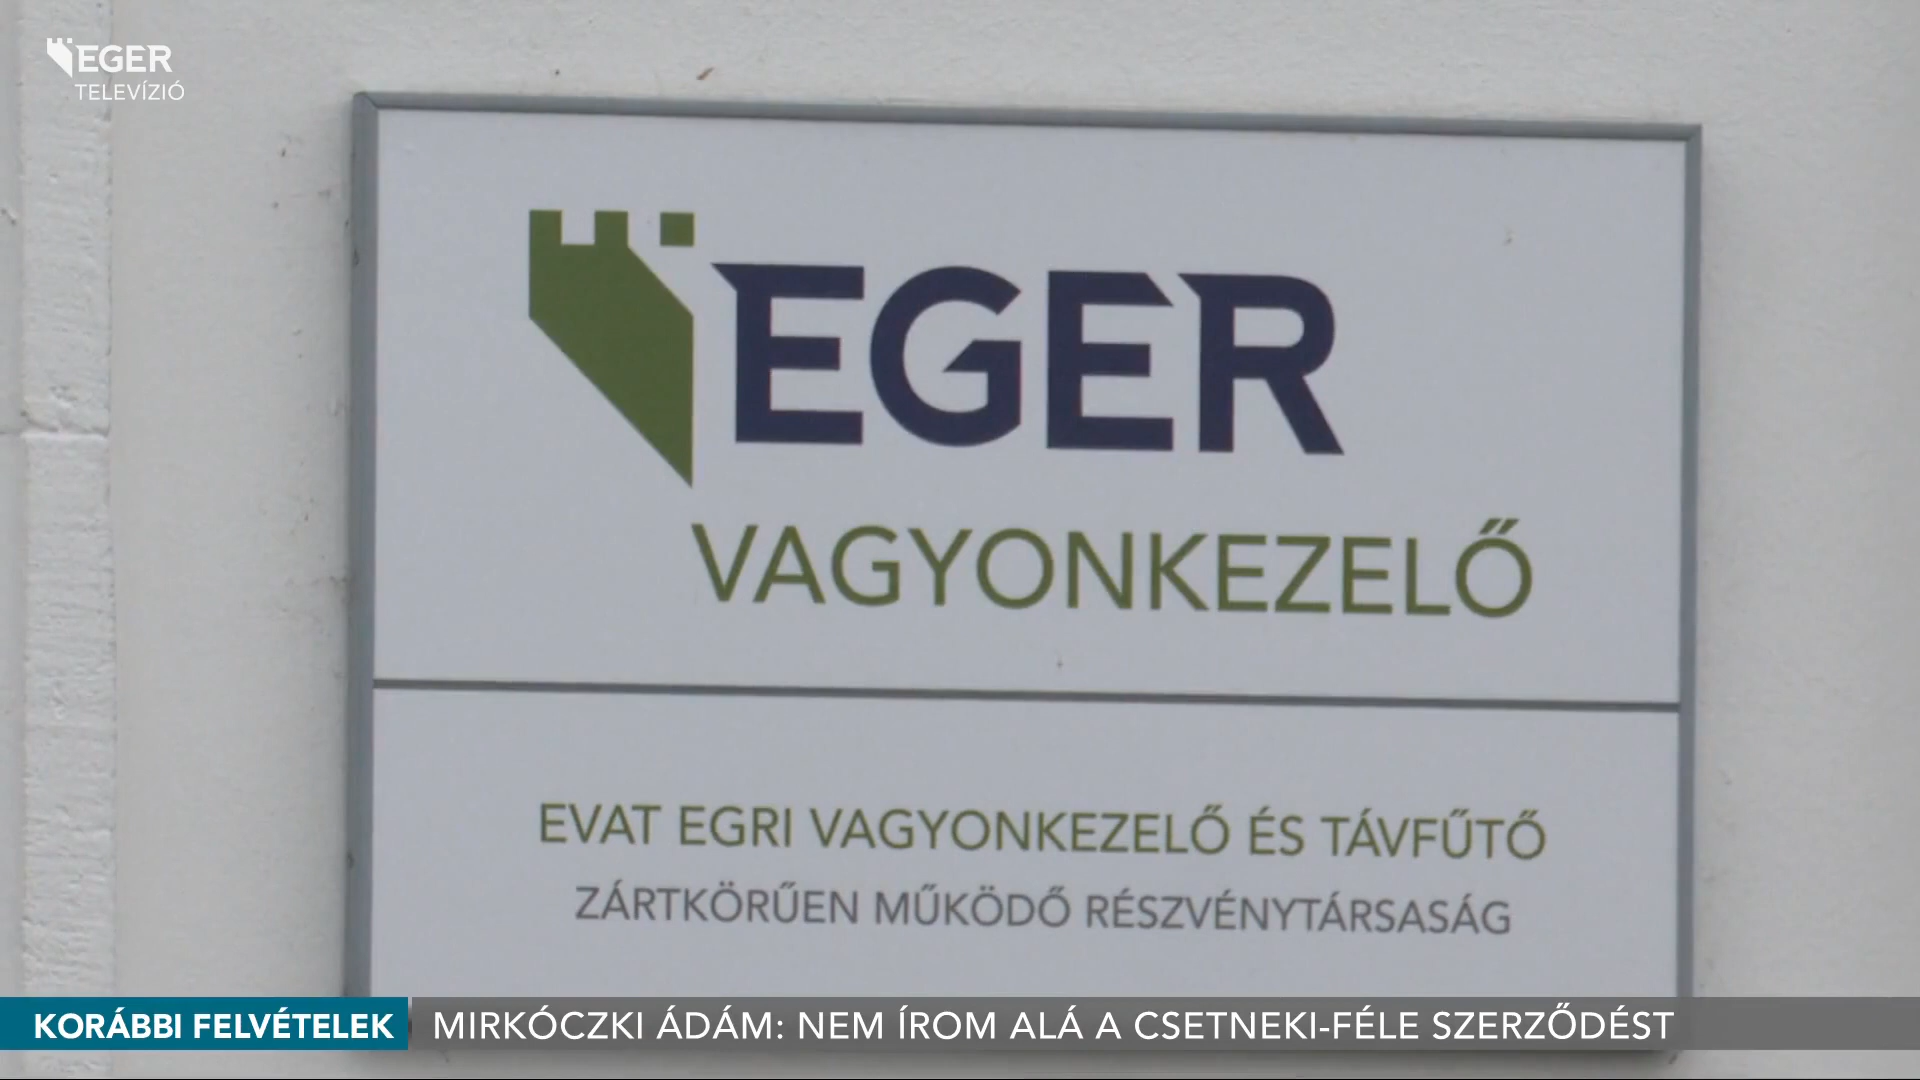 EGER
TELEVÍZIÓ
EGER
VAGYONKEZELŐ
EVAT EGRI VAGYONKEZELŐ ÉS TÁVFŰTŐ
ZÁRTKÖRŰEN MŰKÖDŐ RÉSZVÉNYTÁRSASÁG
KORÁBBI FELVÉTELEK MIRKÓCZKI ÁDÁM: NEM ÍROM ALÁ A CSETNEKI-FÉLE SZERZŐDÉST